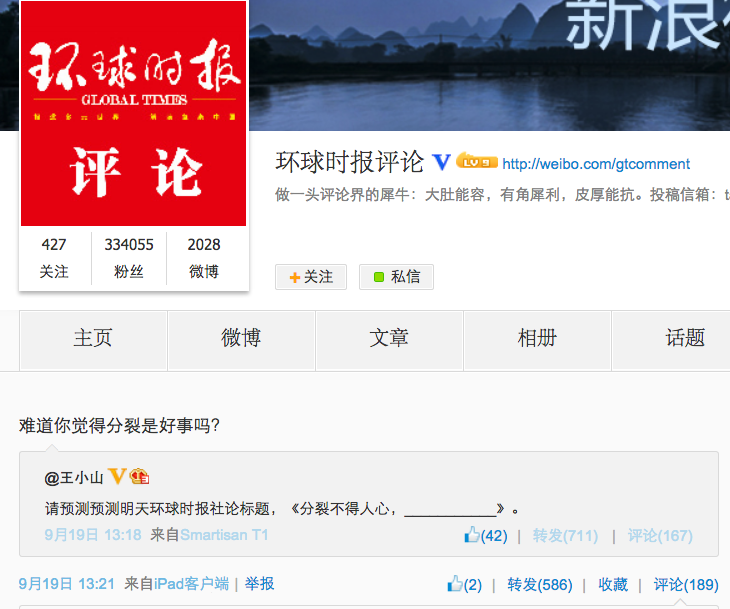 新浪
环球时报
GLOBAL TIMES
评论
环球时报评论 V LV 9 http://weibo.com/gtcomment
做一头评论界的犀牛：大肚能容，有角犀利，皮厚能抗。投稿信箱：t
427 334055 2028
关注 粉丝 微博
+关注 私信
主页 微博 文章 相册 话题
难道你觉得分裂是好事吗？
@王小山 V
请预测预测明天环球时报社论标题，《分裂不得人心，___________》。
9月19日 13:18 来自Smartisan T1 (42) | 转发(711) | 评论(167)
9月19日 13:21 来自iPad客户端 | 举报 (2) | 转发(586) | 收藏 | 评论(189)